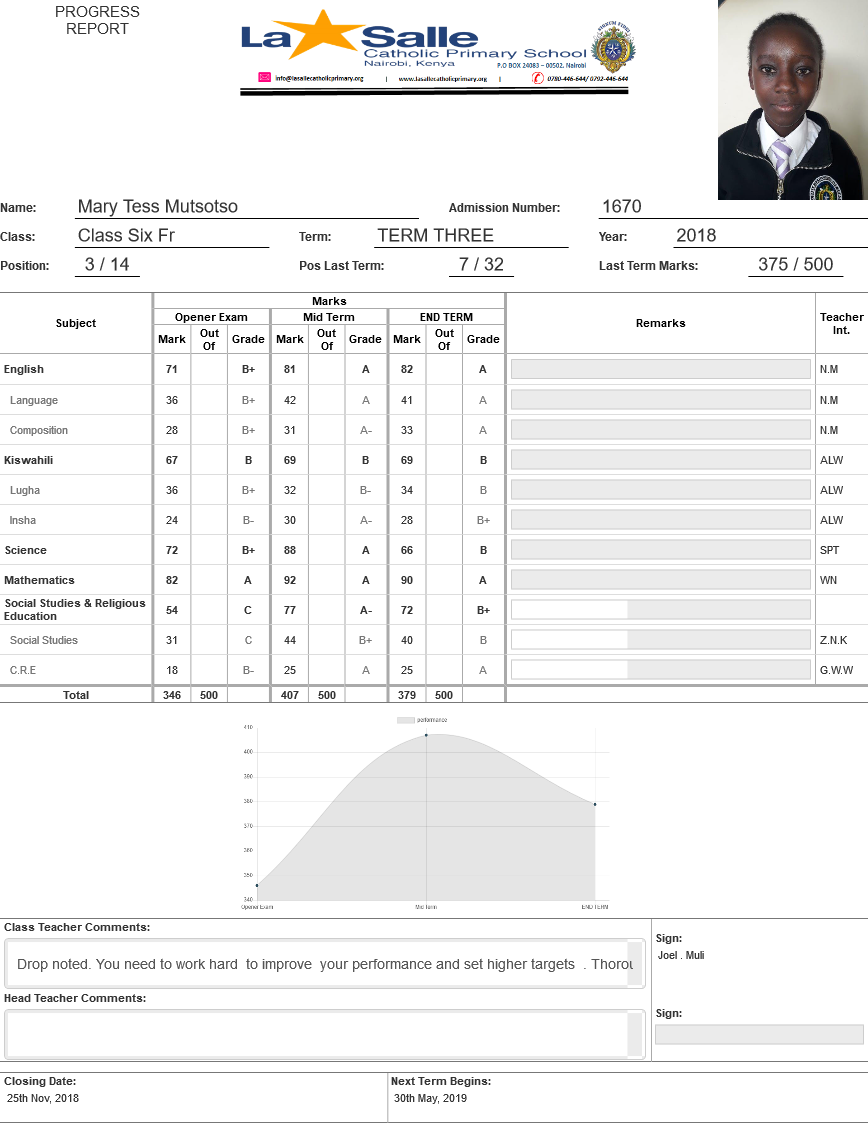 PROGRESS
REPORT
La Salle
Catholic Primary School
Nairobi, Kenya
P.O BOX 24083 – 00502, Nairobi
info@lasallecatholicprimary.org | www.lasallecatholicprimary.org | 0780-446-644/ 0792-446-644
Name: Mary Tess Mutsotso Admission Number: 1670
Class: Class Six Fr Term: TERM THREE Year: 2018
Position: 3 / 14 Pos Last Term: 7 / 32 Last Term Marks: 375 / 500
Subject Marks Remarks Teacher Int.
Opener Exam Mid Term END TERM
Mark Out Of Grade Mark Out Of Grade Mark Out Of Grade
English 71 B+ 81 A 82 A N.M
Language 36 B+ 42 A 41 A N.M
Composition 28 B+ 31 A- 33 A N.M
Kiswahili 67 B 69 B 69 B ALW
Lugha 36 B+ 32 B- 34 B ALW
Insha 24 B- 30 A- 28 B+ ALW
Science 72 B+ 88 A 66 B SPT
Mathematics 82 A 92 A 90 A WN
Social Studies & Religious Education 54 C 77 A- 72 B+
Social Studies 31 C 44 B+ 40 B Z.N.K
C.R.E 18 B- 25 A 25 A G.W.W
Total 346 500 407 500 379 500
performance
410
400
390
380
370
360
350
340
Opener Exam Mid Term END TERM
Class Teacher Comments:
Drop noted. You need to work hard to improve your performance and set higher targets .
Sign:
Joel . Muli
Head Teacher Comments:
Sign:
Closing Date:
25th Nov, 2018
Next Term Begins:
30th May, 2019